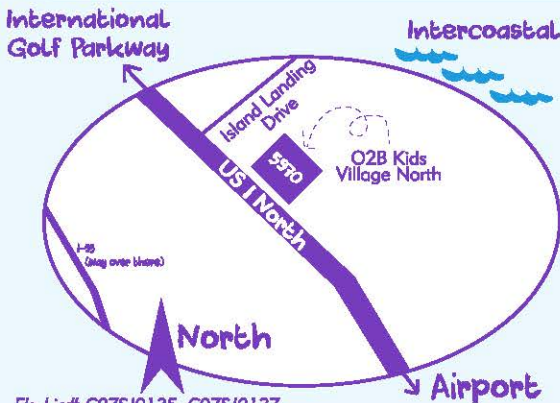 International
Golf Parkway
Intercoastal
Island Landing
Drive
5970
O2B Kids
Village North
US 1 North
I-95
(way over there)
North
Airport